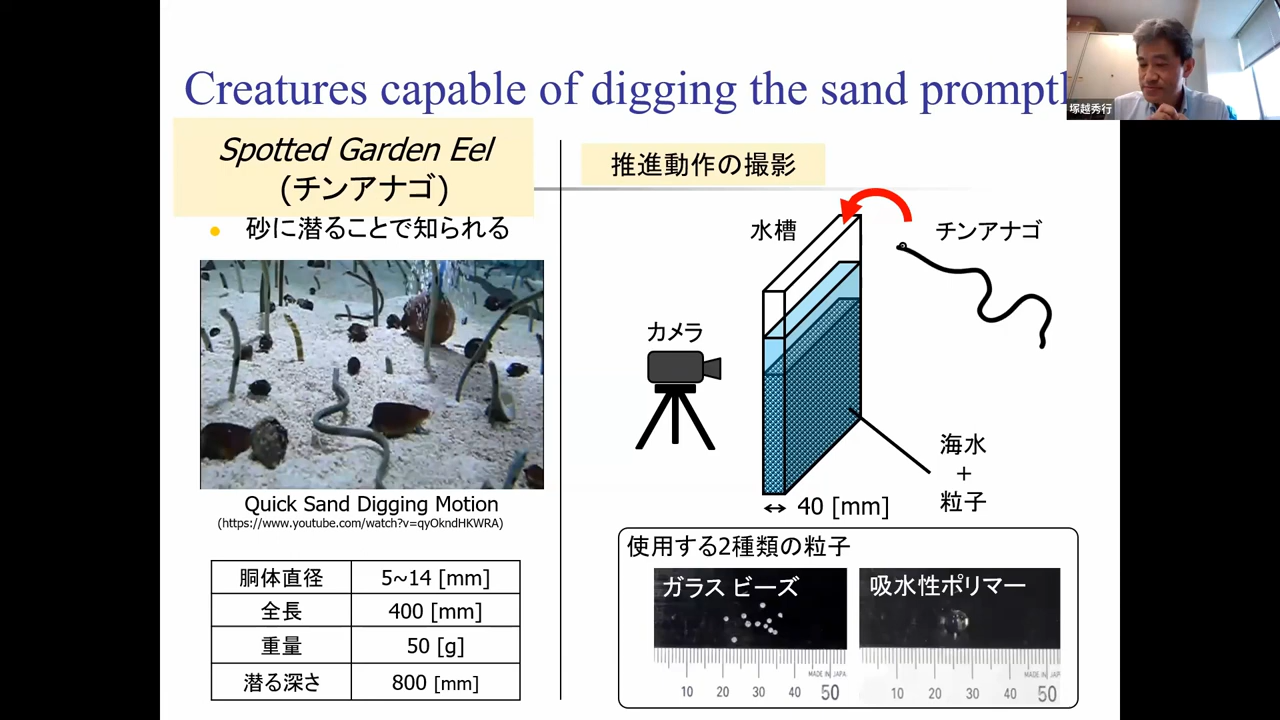 Creatures capable of digging the sand promptl
塚越秀行
Spotted Garden Eel
(チンアナゴ)
砂に潜ることで知られる
Quick Sand Digging Motion
(https://www.youtube.com/watch?v=qyOkndHKWRA)
胴体直径 5~14 [mm]
全長 400 [mm]
重量 50 [g]
潜る深さ 800 [mm]
推進動作の撮影
水槽
チンアナゴ
カメラ
海水
+
粒子
40 [mm]
使用する2種類の粒子
ガラス ビーズ
MADE IN JAPA
10 20 30 40 50
吸水性ポリマー
MADE IN JAP
10 20 30 40 50